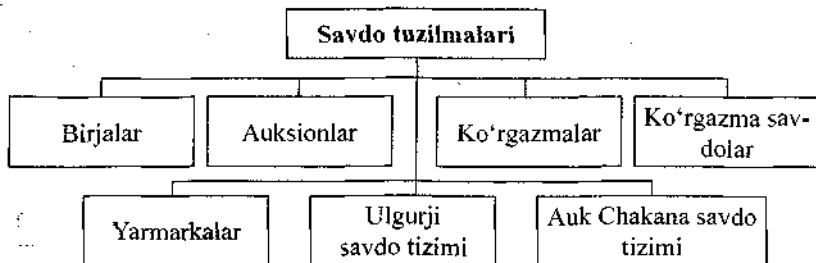 Savdo tuzilmalari
Birjalar
Auksionlar
Ko‘rgazmalar
Ko‘rgazma sav-
dolar
Yarmarkalar
Ulgurji
savdo tizimi
Auk Chakana savdo
tizimi